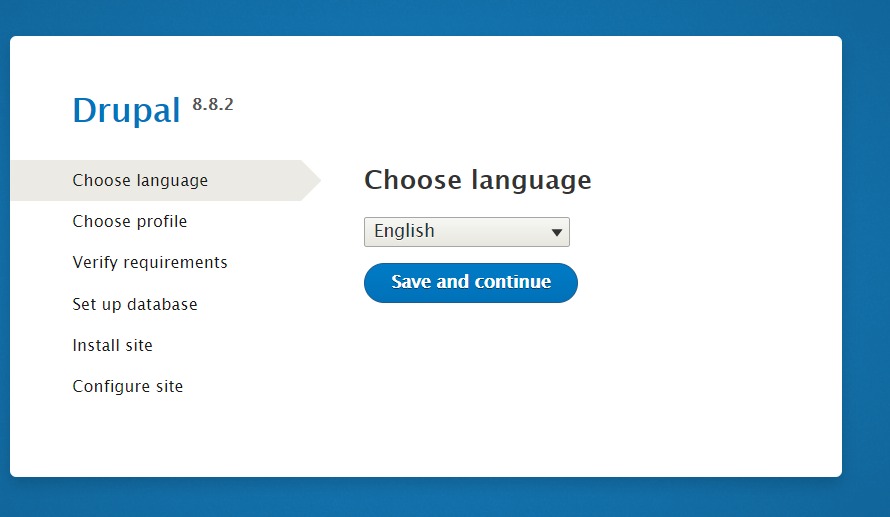 Drupal 8.8.2
Choose language
Choose profile
Verify requirements
Set up database
Install site
Configure site
Choose language
English
Save and continue